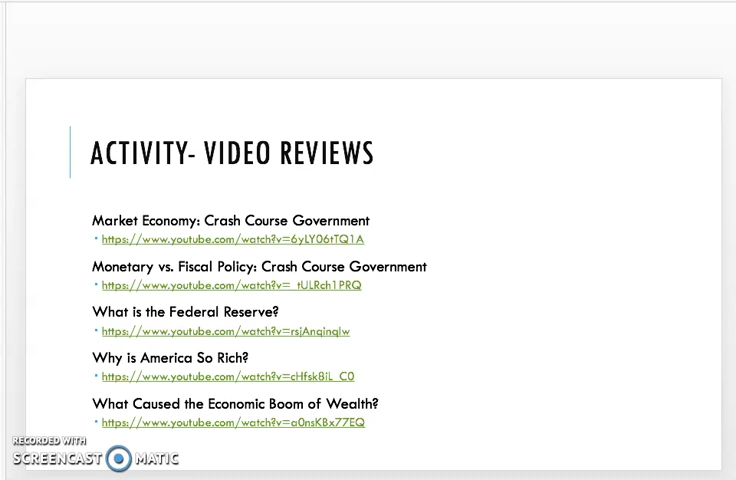 ACTIVITY- VIDEO REVIEWS
Market Economy: Crash Course Government
https://www.youtube.com/watch?v=6yLY06tTQ1A
Monetary vs. Fiscal Policy: Crash Course Government
https://www.youtube.com/watch?v=_tULRch1PRQ
What is the Federal Reserve?
https://www.youtube.com/watch?v=rsjAnqinqIw
Why is America So Rich?
https://www.youtube.com/watch?v=cHfsk8iL_C0
What Caused the Economic Boom of Wealth?
https://www.youtube.com/watch?v=a0nsKBx77EQ
RECORDED WITH
SCREENCAST MATIC